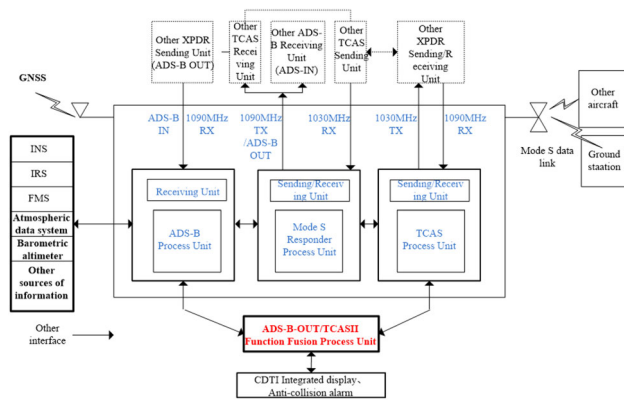 Other XPDR
Sending Unit
(ADS-B OUT)
Other
TCAS
Receiv
ing
Unit
Other ADS-
B Receiving
Unit
(ADS-IN)
Other
TCAS
Sending
Unit
Other
XPDR
Sending/R
eceiving
Unit
GNSS
ADS-B
IN
1090MHz
RX
1090MHz
TX
/ADS-B
OUT
1030MHz
RX
1030MHz
TX
1090MHz
RX
Mode S data
link
Other
aircraft
Ground
staation
INS
IRS
FMS
Atmospheric
data system
Barometric
altimeter
Other
sources of
information
Receiving Unit
ADS-B
Process Unit
Sending/Receiv
ing Unit
Mode S
Responder
Process Unit
Sending/Receiv
ing Unit
TCAS
Process Unit
Other
interface
ADS-B-OUT/TCASII
Function Fusion Process Unit
CDTI Integrated display、
Anti-collision alarm